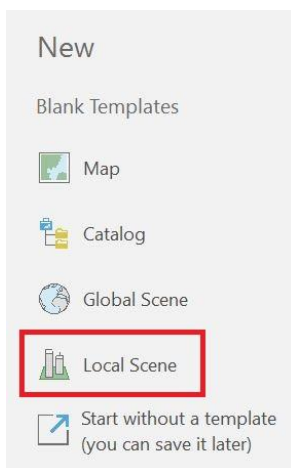 New
Blank Templates
Map
Catalog
Global Scene
Local Scene
Start without a template
(you can save it later)